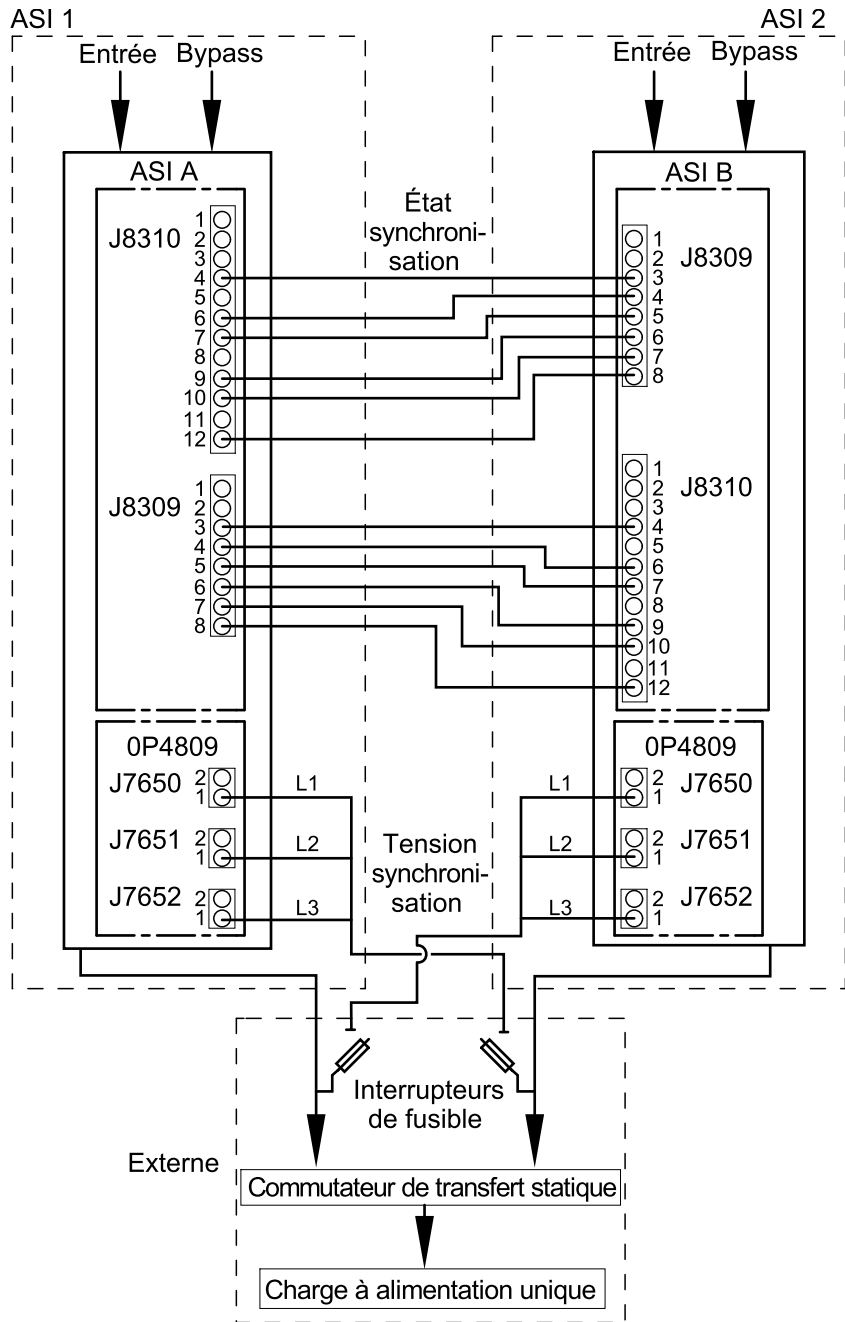 ASI 1
ASI 2
Entrée Bypass
Entrée Bypass
ASI A
ASI B
J8310
1
2
3
4
5
6
7
8
9
10
11
12
État
synchroni-
sation
J8309
1
2
3
4
5
6
7
8
J8309
1
2
3
4
5
6
7
8
J8310
1
2
3
4
5
6
7
8
9
10
11
12
0P4809
J7650
2
1
L1
J7651
2
1
L2
J7652
2
1
L3
Tension
synchroni-
sation
0P4809
L1
2
1
J7650
L2
2
1
J7651
L3
2
1
J7652
Interrupteurs
de fusible
Externe
Commutateur de transfert statique
Charge à alimentation unique